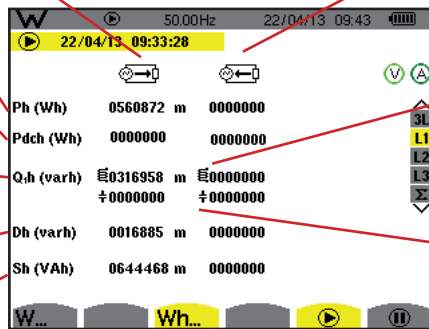 W 50.00Hz 22/04/13 09:43
22/04/13 09:33:28
V A
Ph (Wh) 0560872 m 0000000
3L
Pdch (Wh) 0000000 0000000
L1
L2
Q₁h (varh) 0316958 m 0000000
L3
÷0000000 ÷0000000
Σ
Dh (varh) 0016885 m 0000000
Sh (VAh) 0644468 m 0000000
W... Wh...